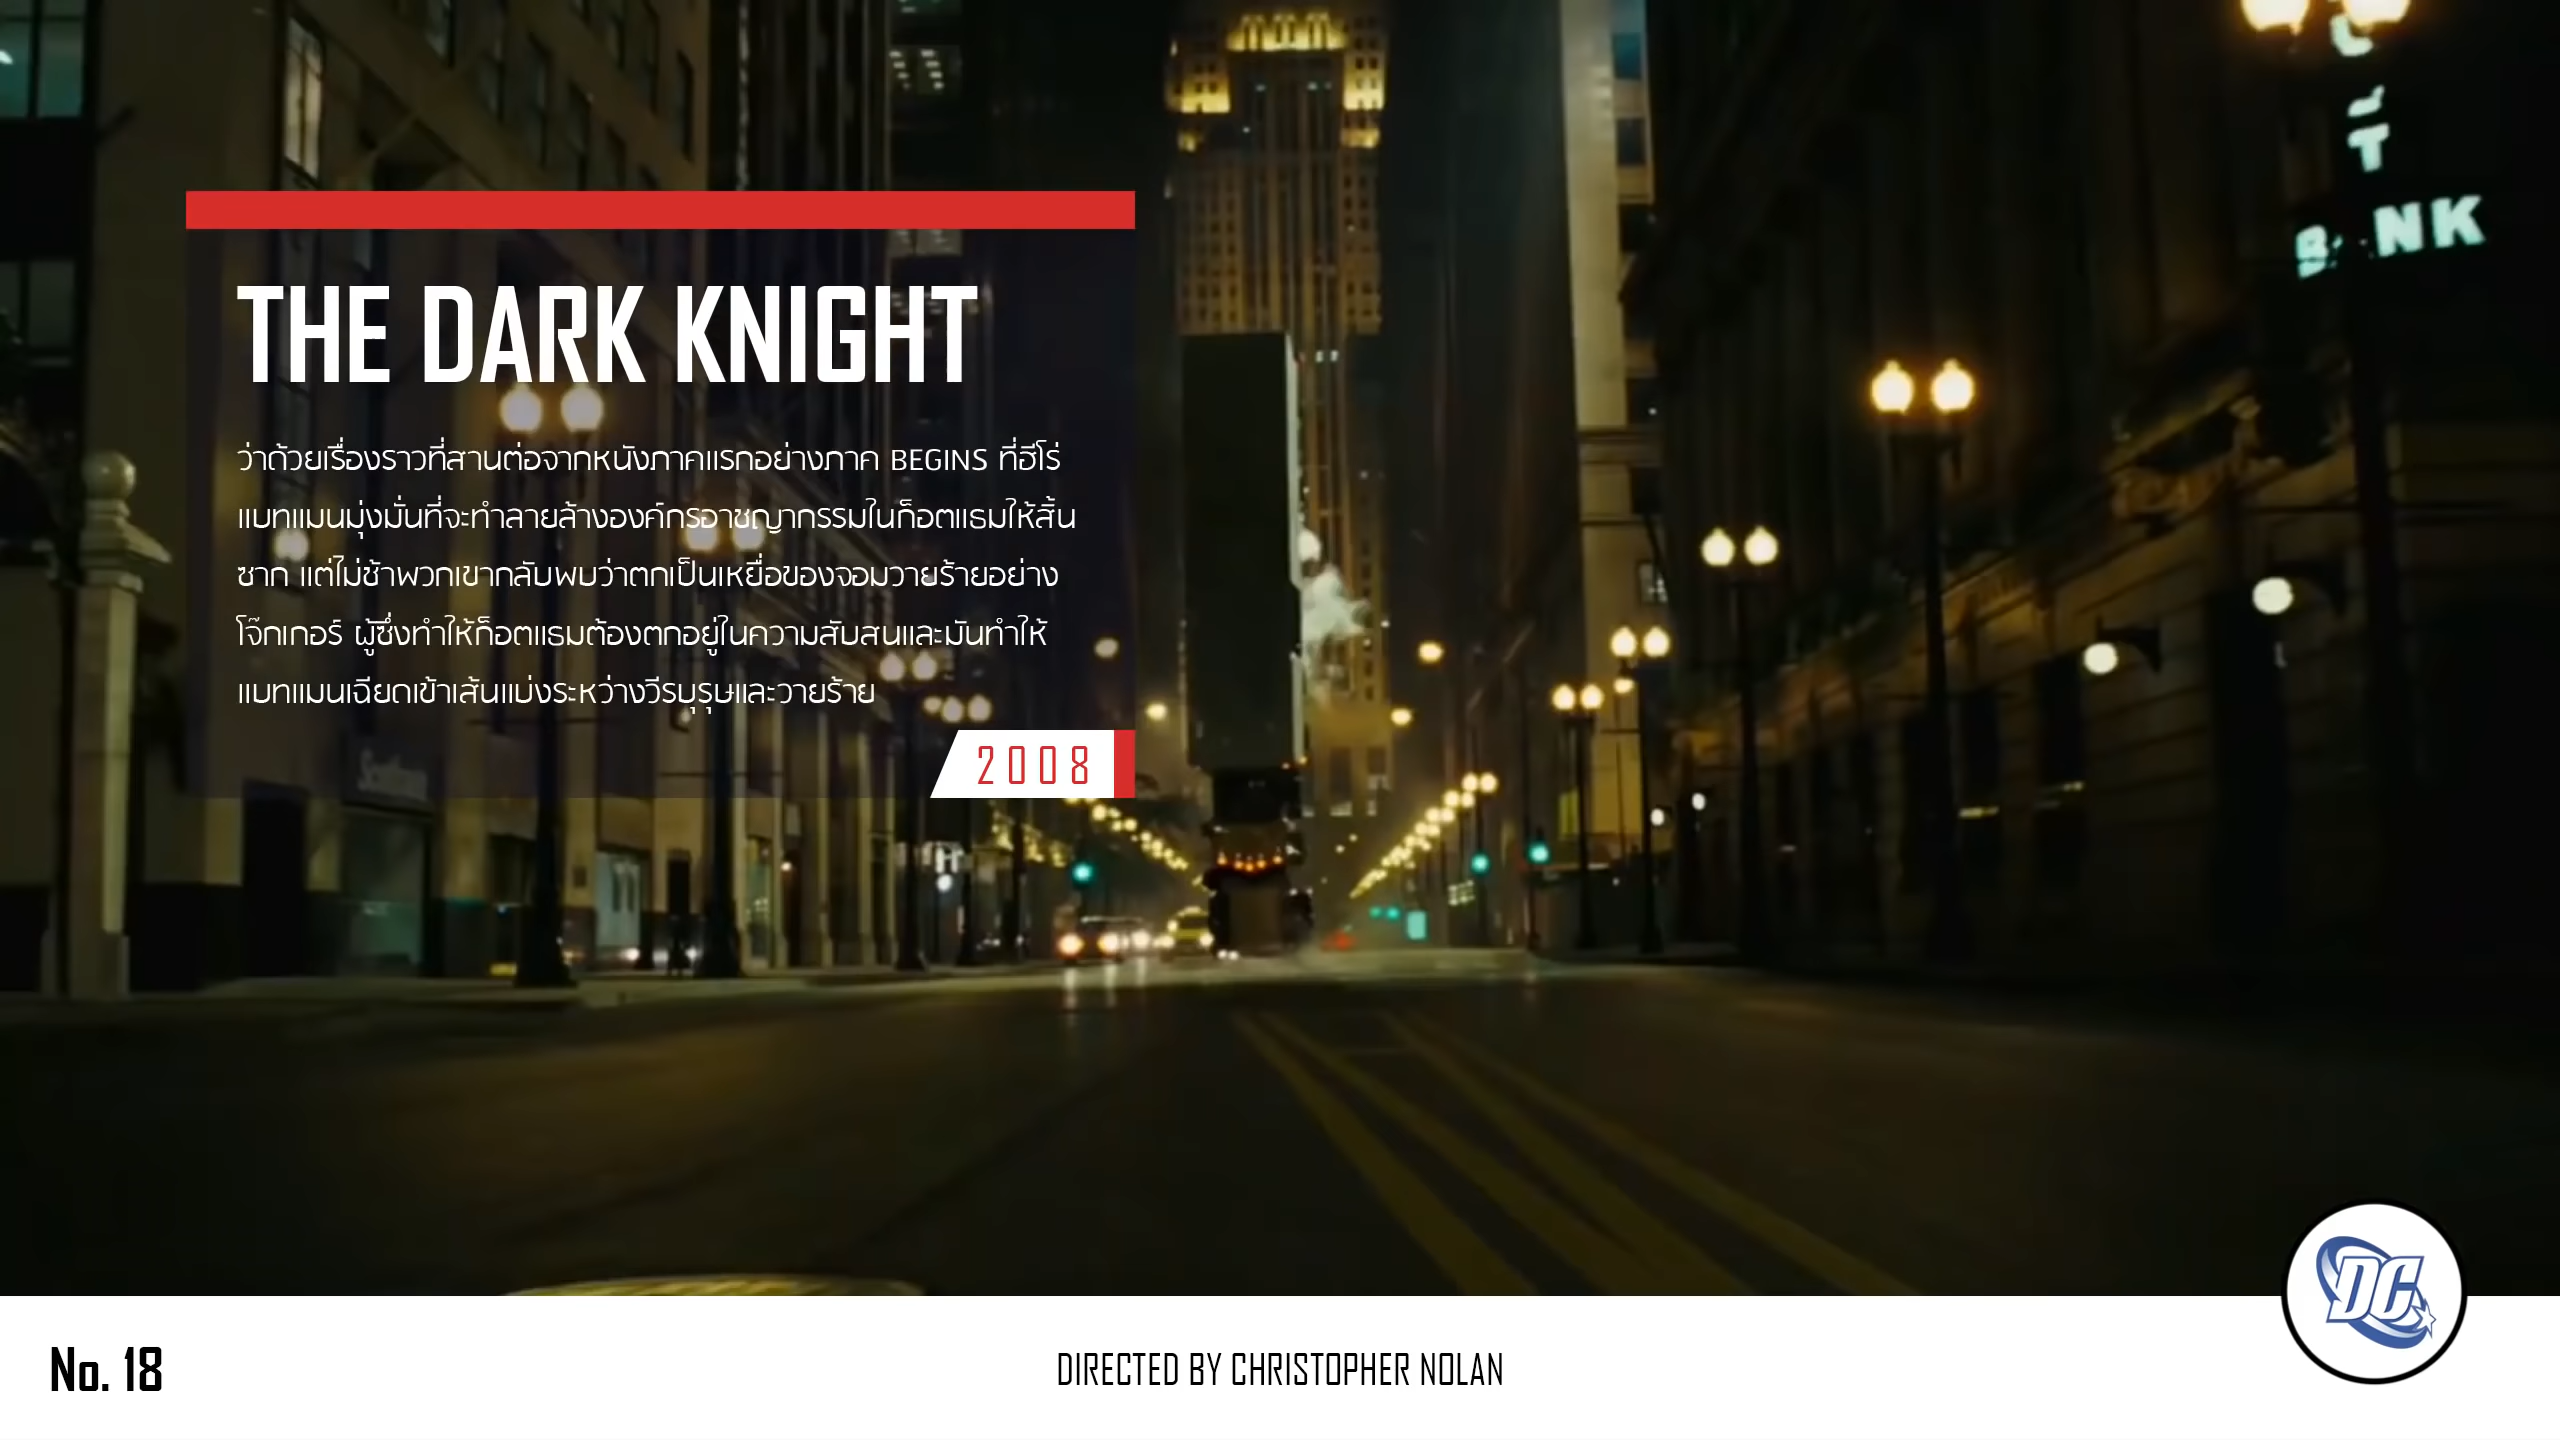 THE DARK KNIGHT
ว่าด้วยเรื่องราวที่สานต่อจากหนังภาคแรกอย่างภาค BEGINS ที่ฮีโร่
แบทแมนมุ่งมั่นที่จะทำลายล้างองค์กรอาชญากรรมในก็อตแธมให้สิ้น
ซาก แต่ไม่ช้าพวกเขากลับพบว่าตกเป็นเหยื่อของจอมวายร้ายอย่าง
โจ๊กเกอร์ ผู้ซึ่งทำให้ก็อตแธมต้องตกอยู่ในความสับสนและมันทำให้
แบทแมนเฉียดเข้าเส้นแบ่งระหว่างวีรบุรุษและวายร้าย
2008
No. 18
DIRECTED BY CHRISTOPHER NOLAN
DC